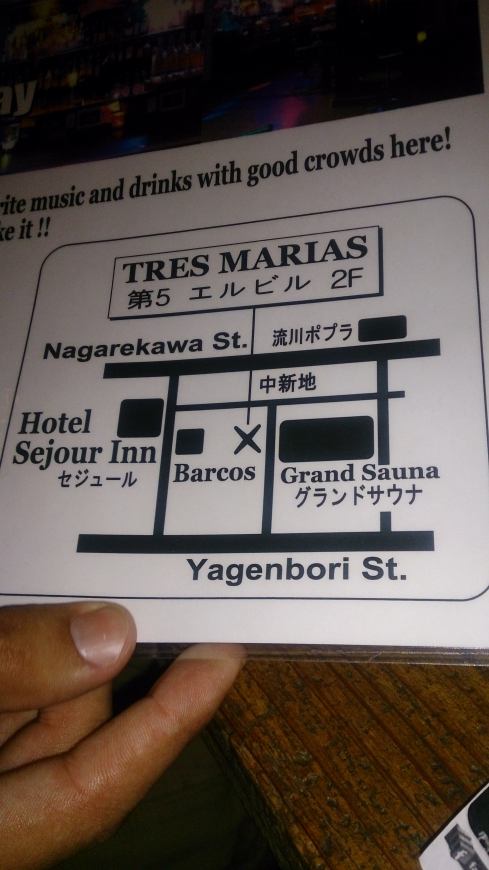 ay
rite music and drinks with good crowds here!
ke it !!
TRES MARIAS
第5 エルビル 2F
Nagarekawa St.
流川ポプラ
中新地
Hotel
Sejour Inn
セジュール
Barcos
Grand Sauna
グランドサウナ
Yagenbori St.